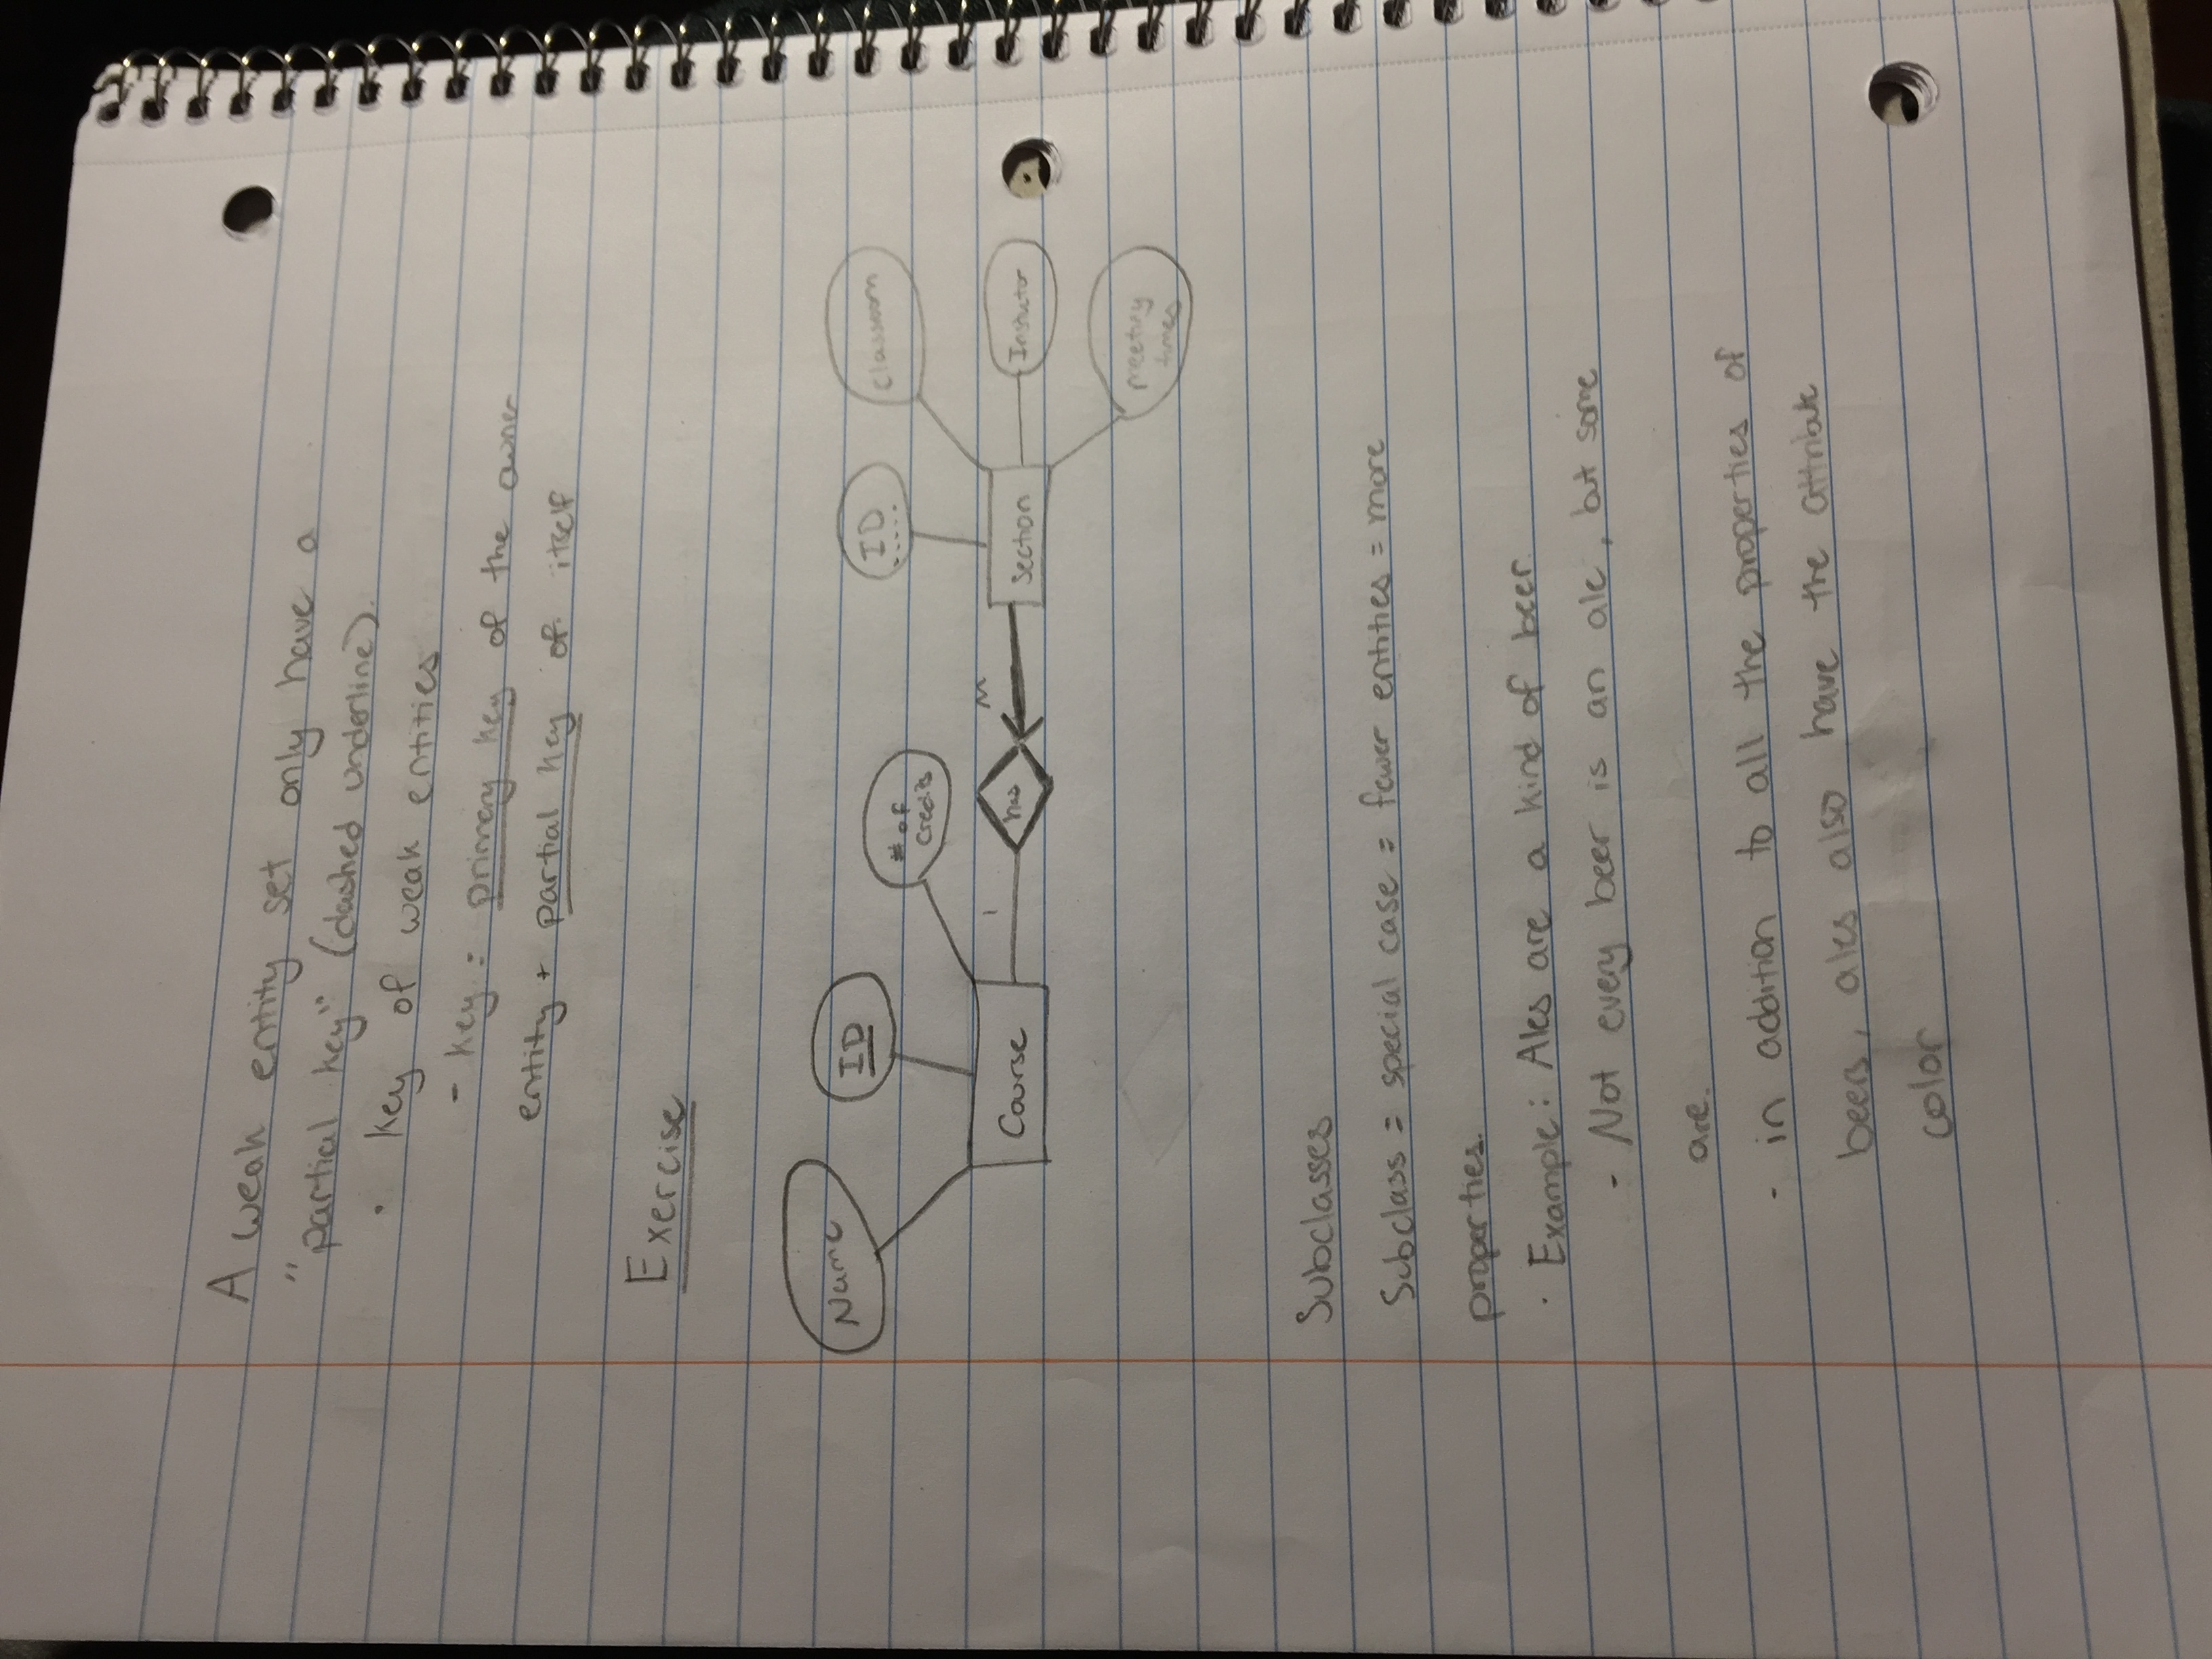 A weak entity set only have a
"partial key" (dashed underline).
· Key of weak entities
- Key : primary key of the owner
entity + partial key of itself
Exercise
Name
ID
# of
credits
ID
classroom
Course
1
has
M
Section
Instuctor
meeting
times
Subclasses
Subclass = special case = fewer entities = more
properties.
· Example: Ales are a kind of beer.
- Not every beer is an ale, but some
are.
- in addition to all the properties of
beers, ales also have the attribute
color